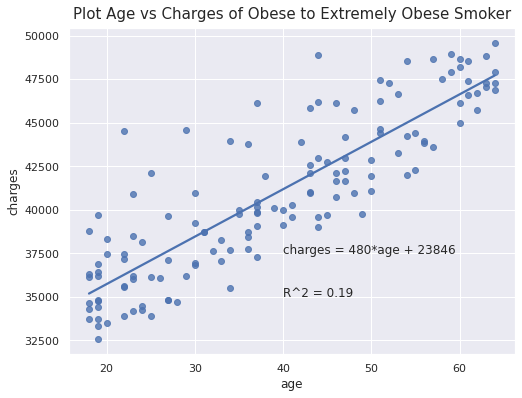 Plot Age vs Charges of Obese to Extremely Obese Smoker
charges
50000
47500
45000
42500
40000
37500
35000
32500
charges = 480*age + 23846
R^2 = 0.19
20 30 40 50 60
age